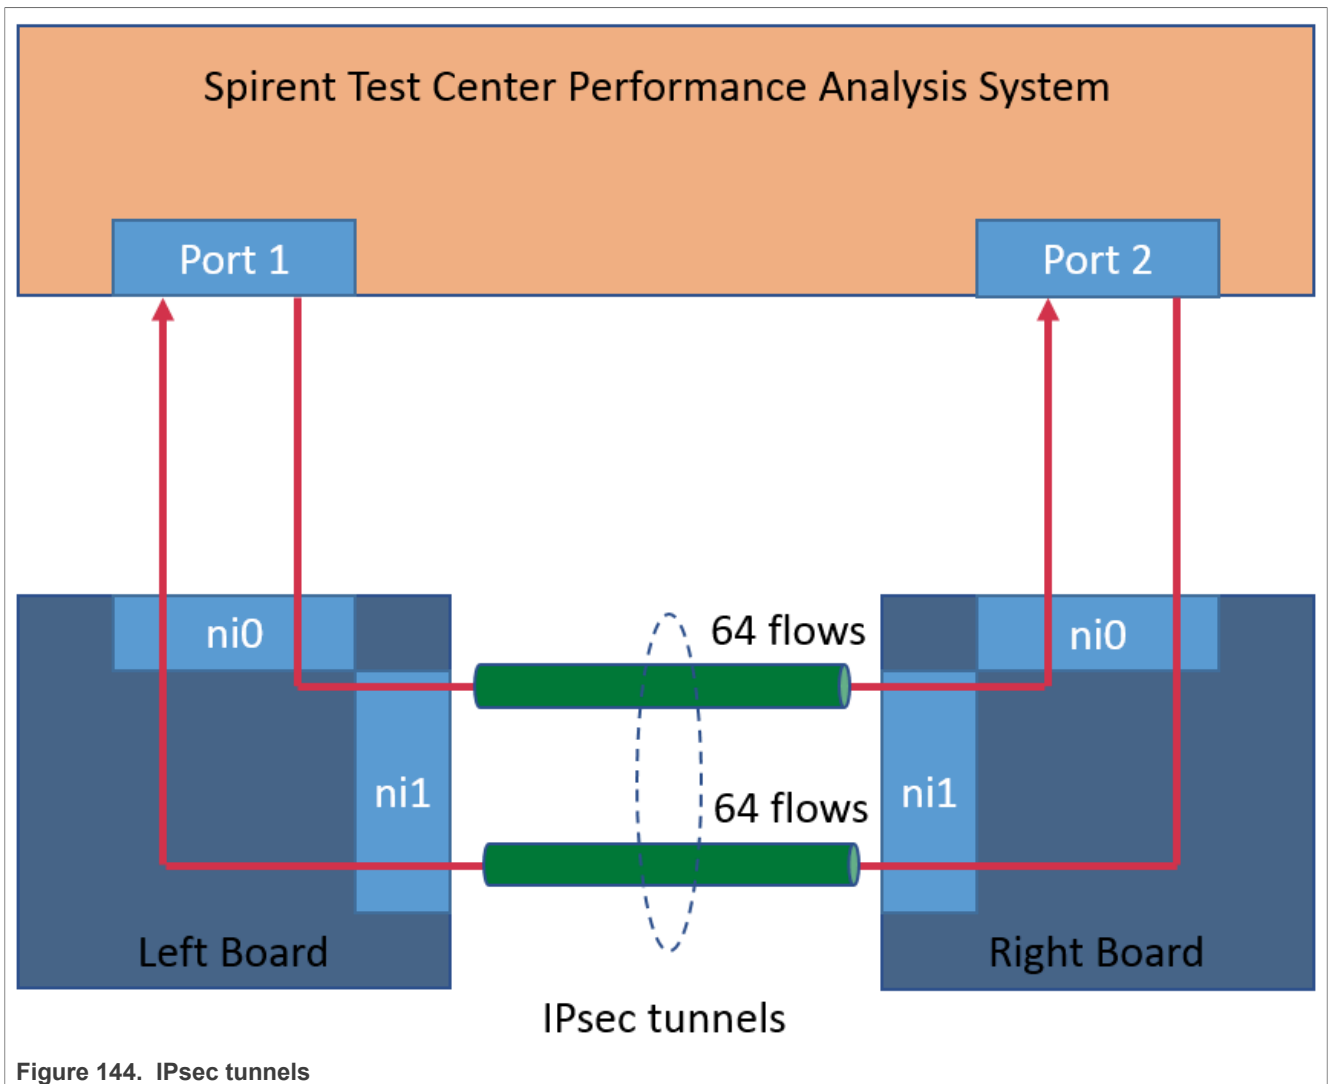 Spirent Test Center Performance Analysis System
Port 1
Port 2
ni0
64 flows
ni0
ni1
64 flows
ni1
Left Board
Right Board
IPsec tunnels
Figure 144. IPsec tunnels